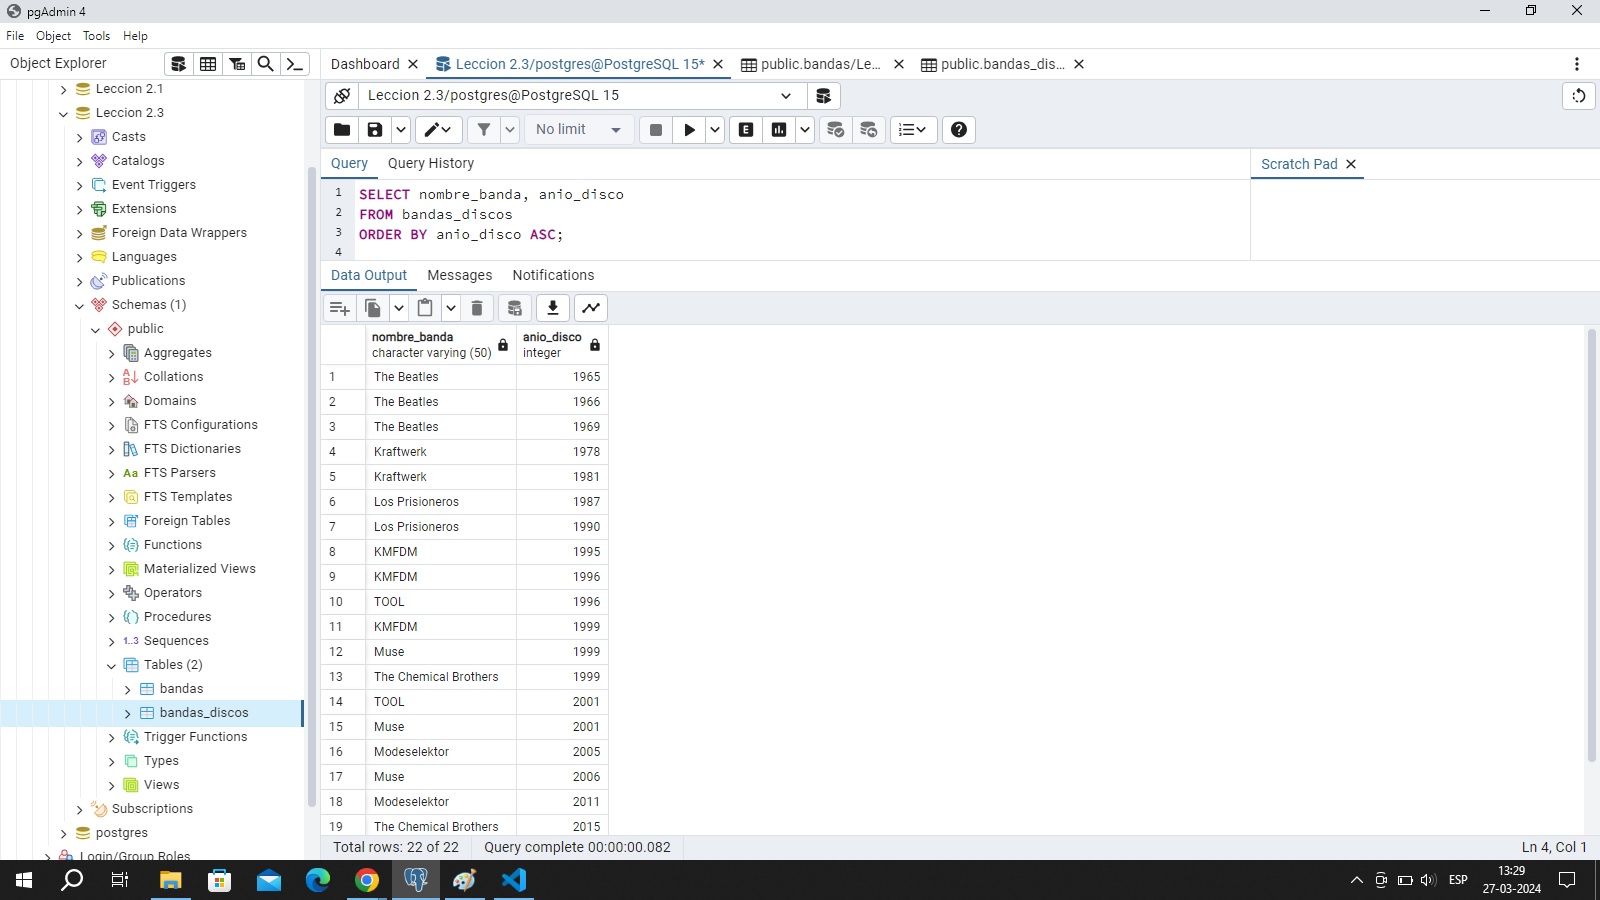 pgAdmin 4
File Object Tools Help
Object Explorer
Dashboard
Leccion 2.3/postgres@PostgreSQL 15*
public.bandas/Le...
public.bandas_dis...
Leccion 2.3/postgres@PostgreSQL 15
No limit
E
Query Query History
Scratch Pad
1 SELECT nombre_banda, anio_disco
2 FROM bandas_discos
3 ORDER BY anio_disco ASC;
4
Data Output Messages Notifications
nombre_banda
character varying (50)
anio_disco
integer
1 The Beatles 1965
2 The Beatles 1966
3 The Beatles 1969
4 Kraftwerk 1978
5 Kraftwerk 1981
6 Los Prisioneros 1987
7 Los Prisioneros 1990
8 KMFDM 1995
9 KMFDM 1996
10 TOOL 1996
11 KMFDM 1999
12 Muse 1999
13 The Chemical Brothers 1999
14 TOOL 2001
15 Muse 2001
16 Modeselektor 2005
17 Muse 2006
18 Modeselektor 2011
19 The Chemical Brothers 2015
Total rows: 22 of 22 Query complete 00:00:00.082 Ln 4, Col 1
Leccion 2.1
Leccion 2.3
Casts
Catalogs
Event Triggers
Extensions
Foreign Data Wrappers
Languages
Publications
Schemas (1)
public
Aggregates
Collations
Domains
FTS Configurations
FTS Dictionaries
Aa FTS Parsers
FTS Templates
Foreign Tables
Functions
Materialized Views
Operators
Procedures
1..3 Sequences
Tables (2)
bandas
bandas_discos
Trigger Functions
Types
Views
Subscriptions
postgres
Login/Group Roles
ESP
13:29
27-03-2024